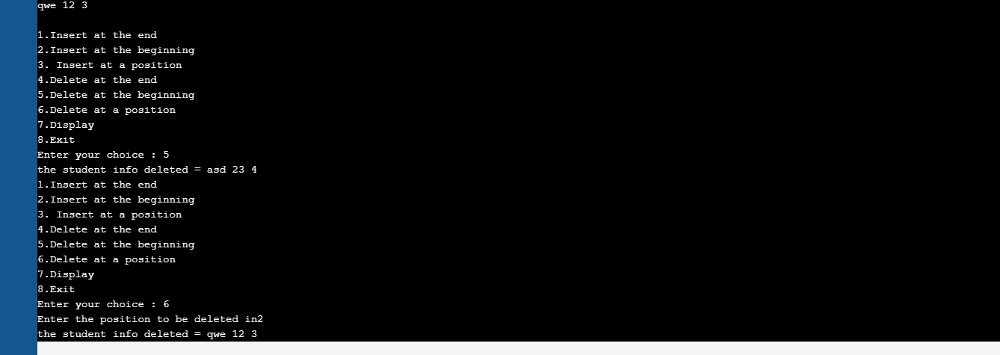 qwe 12 3
1.Insert at the end
2.Insert at the beginning
3. Insert at a position
4.Delete at the end
5.Delete at the beginning
6.Delete at a position
7.Display
8.Exit
Enter your choice : 5
the student info deleted = asd 23 4
1.Insert at the end
2.Insert at the beginning
3. Insert at a position
4.Delete at the end
5.Delete at the beginning
6.Delete at a position
7.Display
8.Exit
Enter your choice : 6
Enter the position to be deleted in2
the student info deleted = qwe 12 3